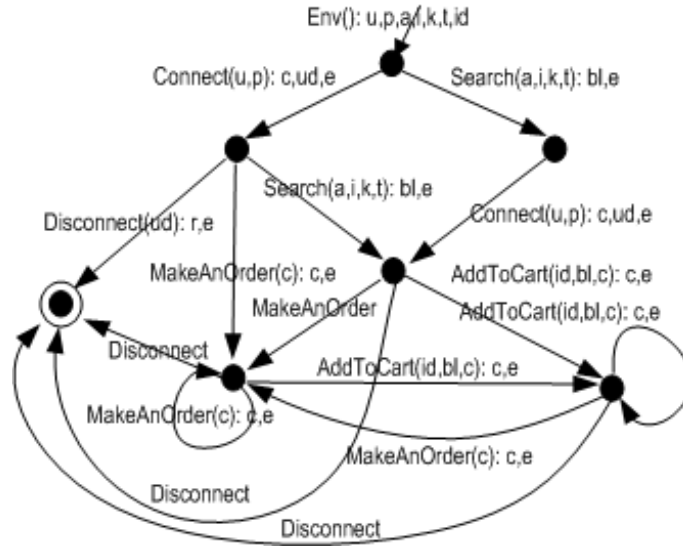 Env(): u,p,a,i,k,t,id
Connect(u,p): c,ud,e
Search(a,i,k,t): bl,e
Search(a,i,k,t): bl,e
Disconnect(ud): r,e
Connect(u,p): c,ud,e
MakeAnOrder(c): c,e
AddToCart(id,bl,c): c,e
MakeAnOrder
AddToCart(id,bl,c): c,e
Disconnect
AddToCart(id,bl,c): c,e
MakeAnOrder(c): c,e
MakeAnOrder(c): c,e
Disconnect
Disconnect